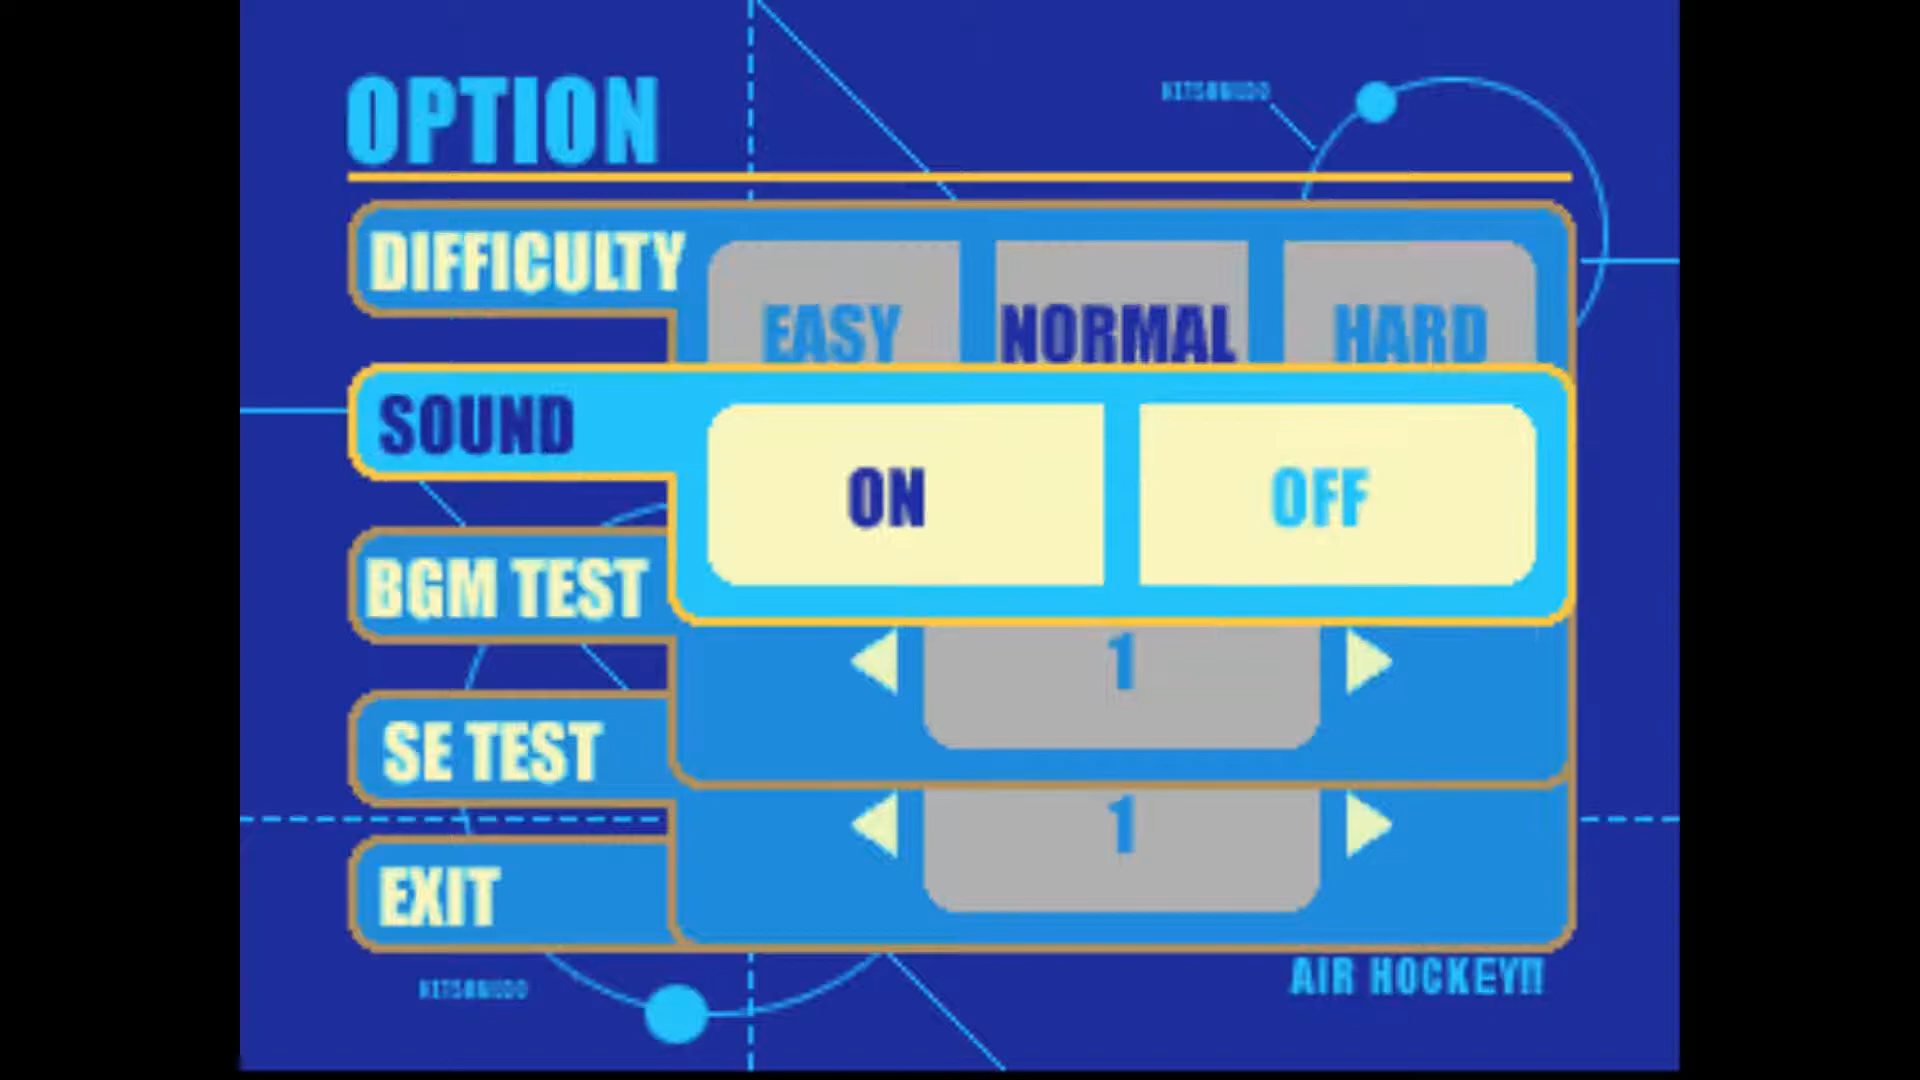 OPTION
DIFFICULTY
EASY NORMAL HARD
SOUND
ON OFF
BGM TEST
1
SE TEST
1
EXIT
AIR HOCKEY!!